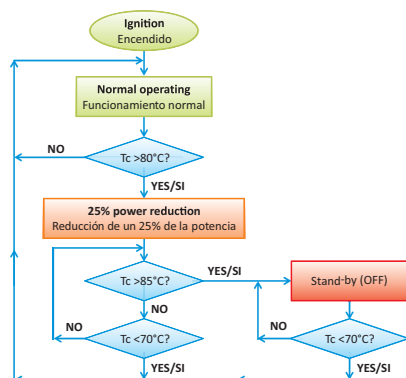 Ignition
Encendido
Normal operating
Funcionamiento normal
NO
Tc >80°C?
YES/SI
25% power reduction
Reducción de un 25% de la potencia
Tc >85°C?
YES/SI
Stand-by (OFF)
NO
NO
Tc <70°C?
NO
Tc <70°C?
YES/SI
YES/SI